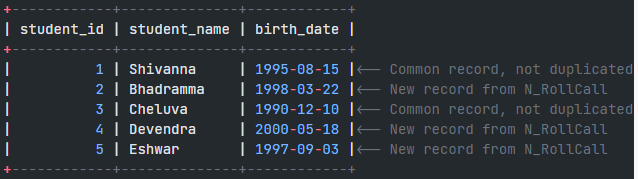 +------------+--------------+------------+
| student_id | student_name | birth_date |
+------------+--------------+------------+
|          1 | Shivanna     | 1995-08-15 |<-- Common record, not duplicated
|          2 | Bhadramma    | 1998-03-22 |<-- New record from N_RollCall
|          3 | Cheluva      | 1990-12-10 |<-- Common record, not duplicated
|          4 | Devendra     | 2000-05-18 |<-- New record from N_RollCall
|          5 | Eshwar       | 1997-09-03 |<-- New record from N_RollCall
+------------+--------------+------------+